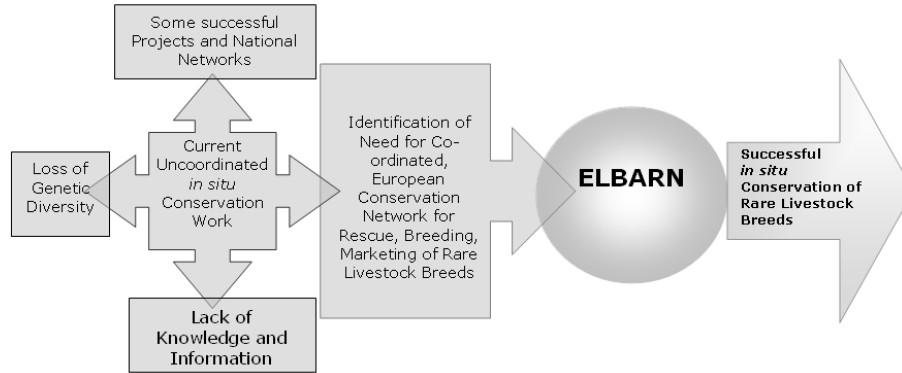 Some successful
Projects and National
Networks
Loss of
Genetic
Diversity
Current
Uncoordinated
in situ
Conservation
Work
Lack of
Knowledge and
Information
Identification of
Need for Co-
ordinated,
European
Conservation
Network for
Rescue, Breeding,
Marketing of Rare
Livestock Breeds
ELBARN
Successful
in situ
Conservation of
Rare Livestock
Breeds